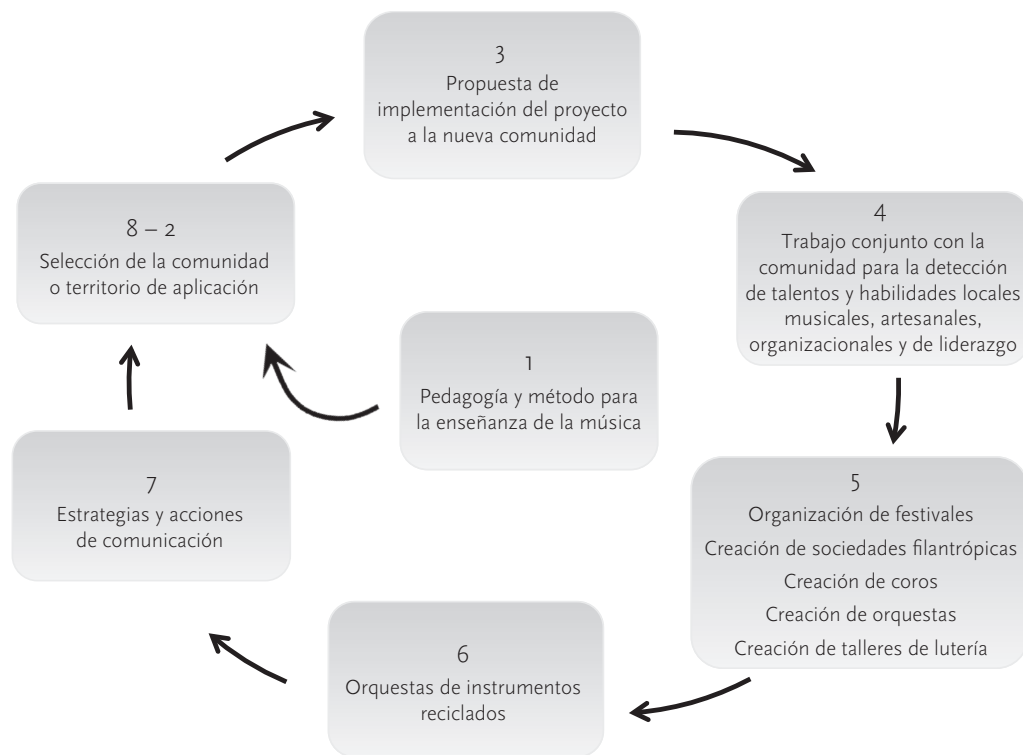 3
Propuesta de
implementación del proyecto
a la nueva comunidad
8 – 2
Selección de la comunidad
o territorio de aplicación
4
Trabajo conjunto con la
comunidad para la detección
de talentos y habilidades locales
musicales, artesanales,
organizacionales y de liderazgo
1
Pedagogía y método para
la enseñanza de la música
7
Estrategias y acciones
de comunicación
5
Organización de festivales
Creación de sociedades filantrópicas
Creación de coros
Creación de orquestas
Creación de talleres de lutería
6
Orquestas de instrumentos
reciclados